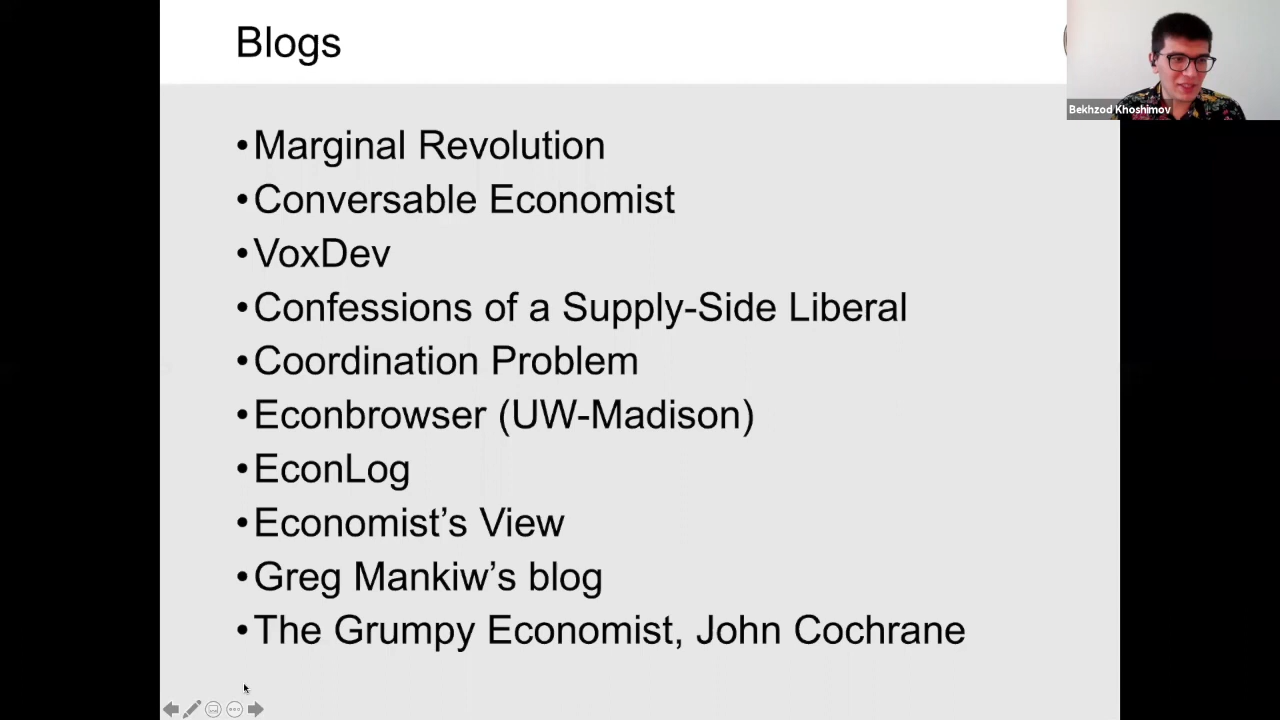 Blogs
Bekhzod Khoshimov
•Marginal Revolution
•Conversable Economist
•VoxDev
•Confessions of a Supply-Side Liberal
•Coordination Problem
•Econbrowser (UW-Madison)
•EconLog
•Economist’s View
•Greg Mankiw’s blog
•The Grumpy Economist, John Cochrane